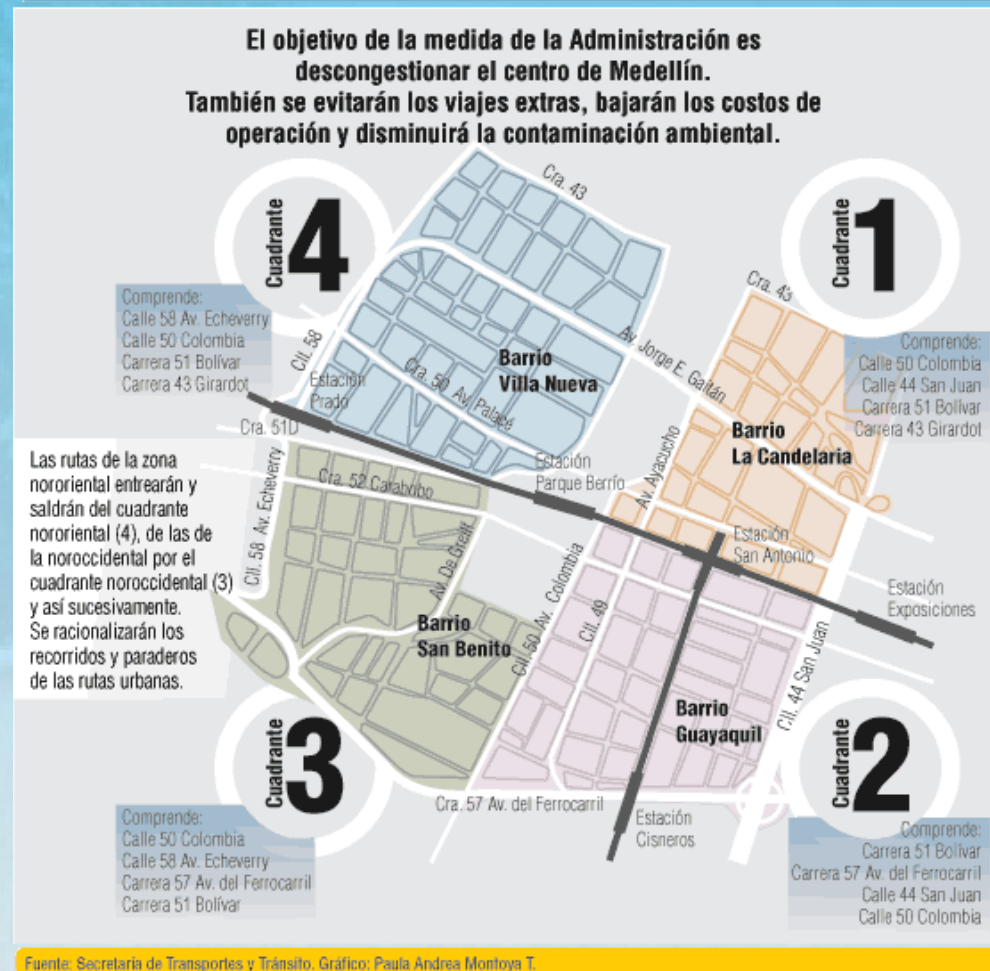 El objetivo de la medida de la Administración es
descongestionar el centro de Medellín.
También se evitarán los viajes extras, bajarán los costos de
operación y disminuirá la contaminación ambiental.
Cuadrante
4
Comprende:
Calle 58 Av. Echeverry
Calle 50 Colombia
Carrera 51 Bolívar
Carrera 43 Girardot
Cuadrante
1
Comprende:
Calle 50 Colombia
Calle 44 San Juan
Carrera 51 Bolívar
Carrera 43 Girardot
Cra. 43
Cra. 43
Cll. 58
Av. Jorge E. Gaitán
Barrio
Villa Nueva
Cra. 50 Av. Palacé
Estación
Prado
Cra. 51D
Barrio
La Candelaria
Av. Ayacucho
Estación
Parque Berrío
Estación
San Antonio
Estación
Exposiciones
Las rutas de la zona
nororiental entrearán y
saldrán del cuadrante
nororiental (4), de las de
la noroccidental por el
cuadrante noroccidental (3)
y así sucesivamente.
Se racionalizarán los
recorridos y paraderos
de las rutas urbanas.
Cll. 58 Av. Echeverry
Cra. 52 Carabobo
Av. De Greiff
Barrio
San Benito
Cll. 50 Av. Colombia
Cll. 49
Barrio
Guayaquil
Cll. 44 San Juan
Cra. 57 Av. del Ferrocarril
Estación
Cisneros
Cuadrante
3
Comprende:
Calle 50 Colombia
Calle 58 Av. Echeverry
Carrera 57 Av. del Ferrocarril
Carrera 51 Bolívar
Cuadrante
2
Comprende:
Carrera 51 Bolívar
Carrera 57 Av. del Ferrocarril
Calle 44 San Juan
Calle 50 Colombia
Fuente: Secretaría de Transportes y Tránsito. Gráfico: Paula Andrea Montoya T.